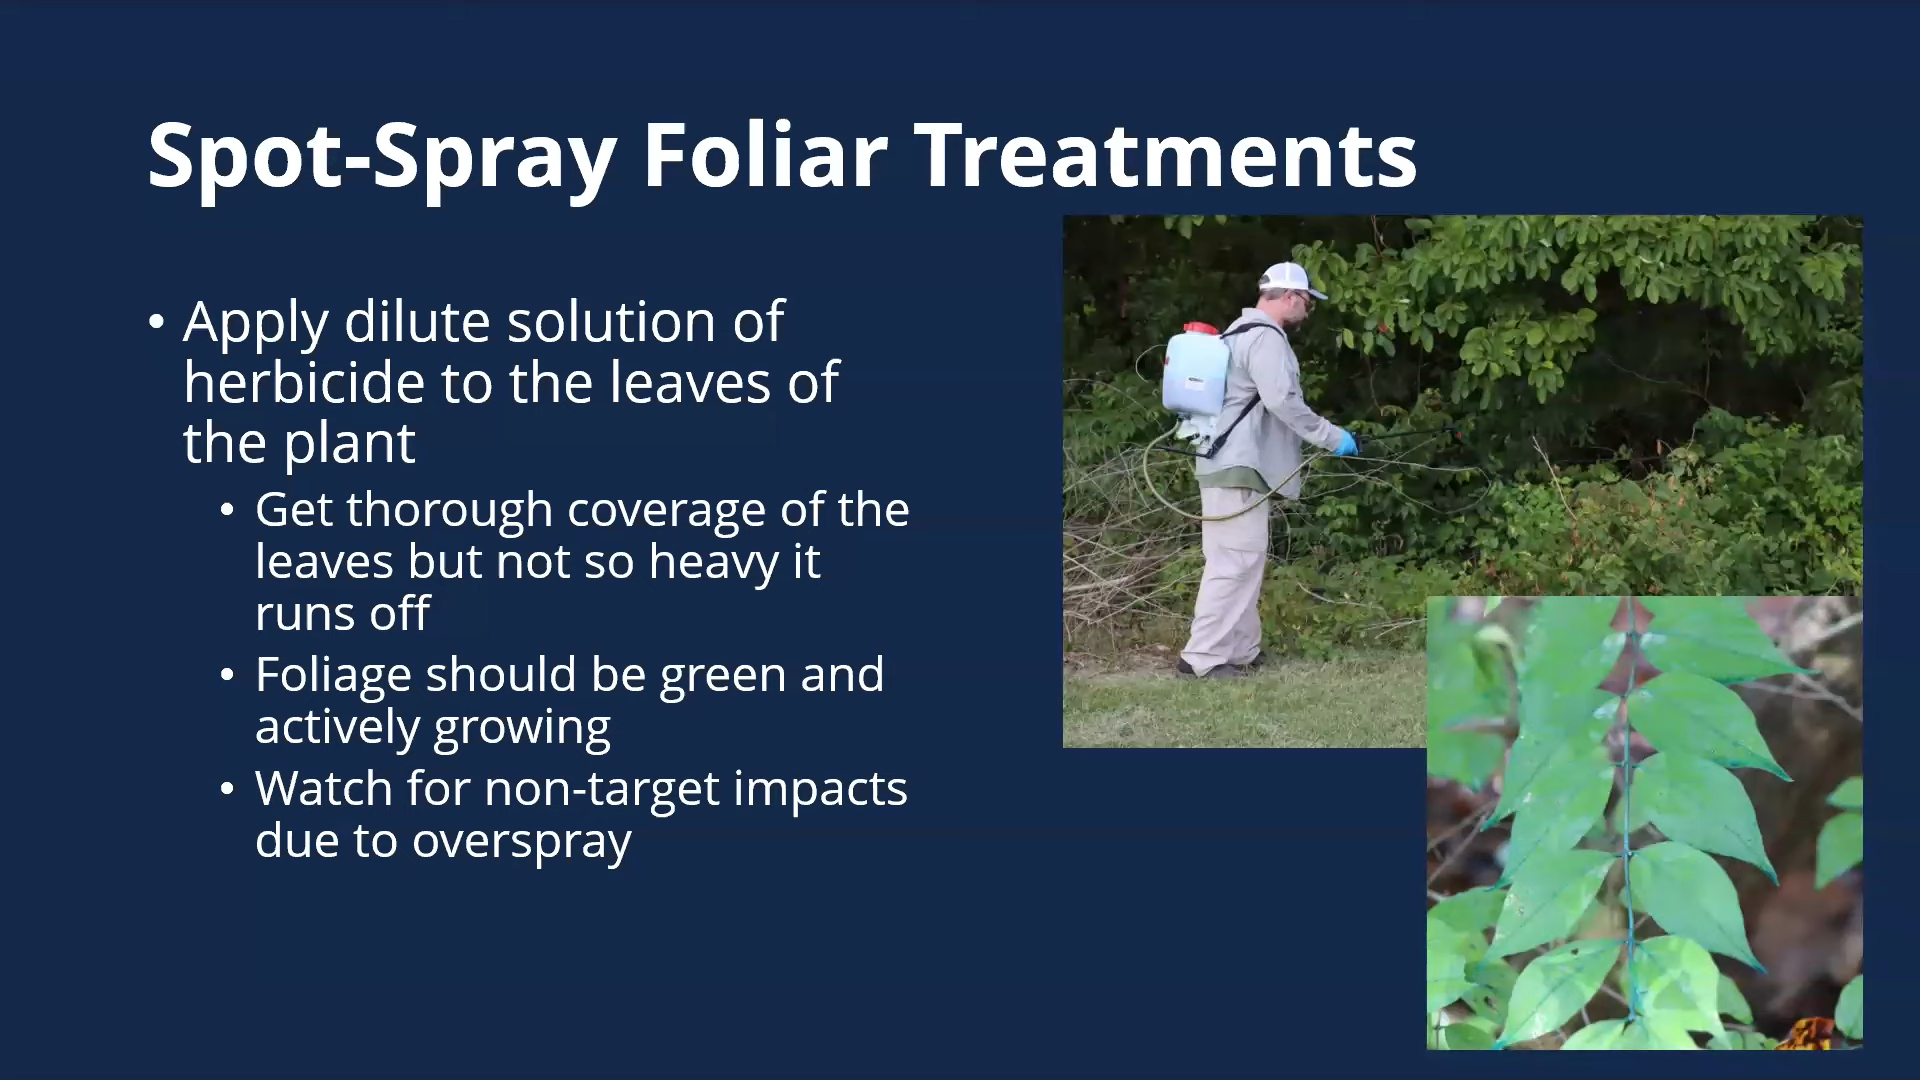 Spot-Spray Foliar Treatments
• Apply dilute solution of
herbicide to the leaves of
the plant
• Get thorough coverage of the
leaves but not so heavy it
runs off
• Foliage should be green and
actively growing
• Watch for non-target impacts
due to overspray